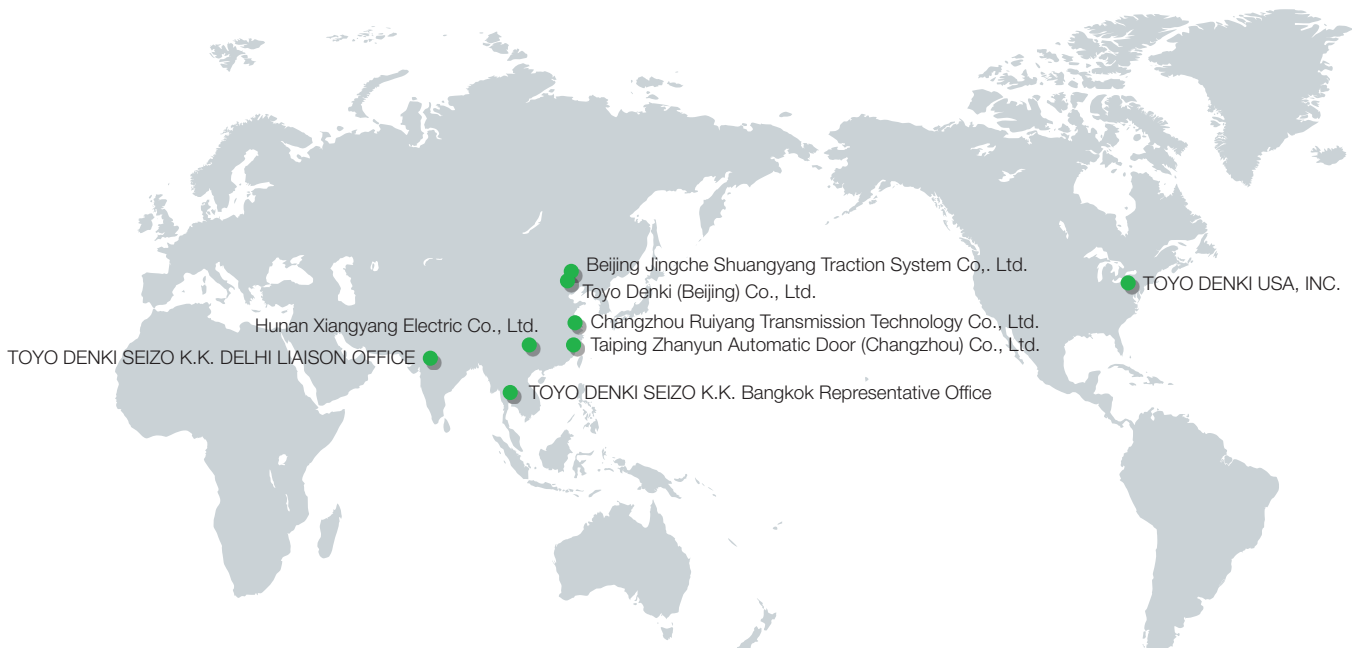 Beijing Jingche Shuangyang Traction System Co,. Ltd.
Toyo Denki (Beijing) Co., Ltd.
TOYO DENKI USA, INC.
Changzhou Ruiyang Transmission Technology Co., Ltd.
Hunan Xiangyang Electric Co., Ltd.
Taiping Zhanyun Automatic Door (Changzhou) Co., Ltd.
TOYO DENKI SEIZO K.K. DELHI LIAISON OFFICE
TOYO DENKI SEIZO K.K. Bangkok Representative Office